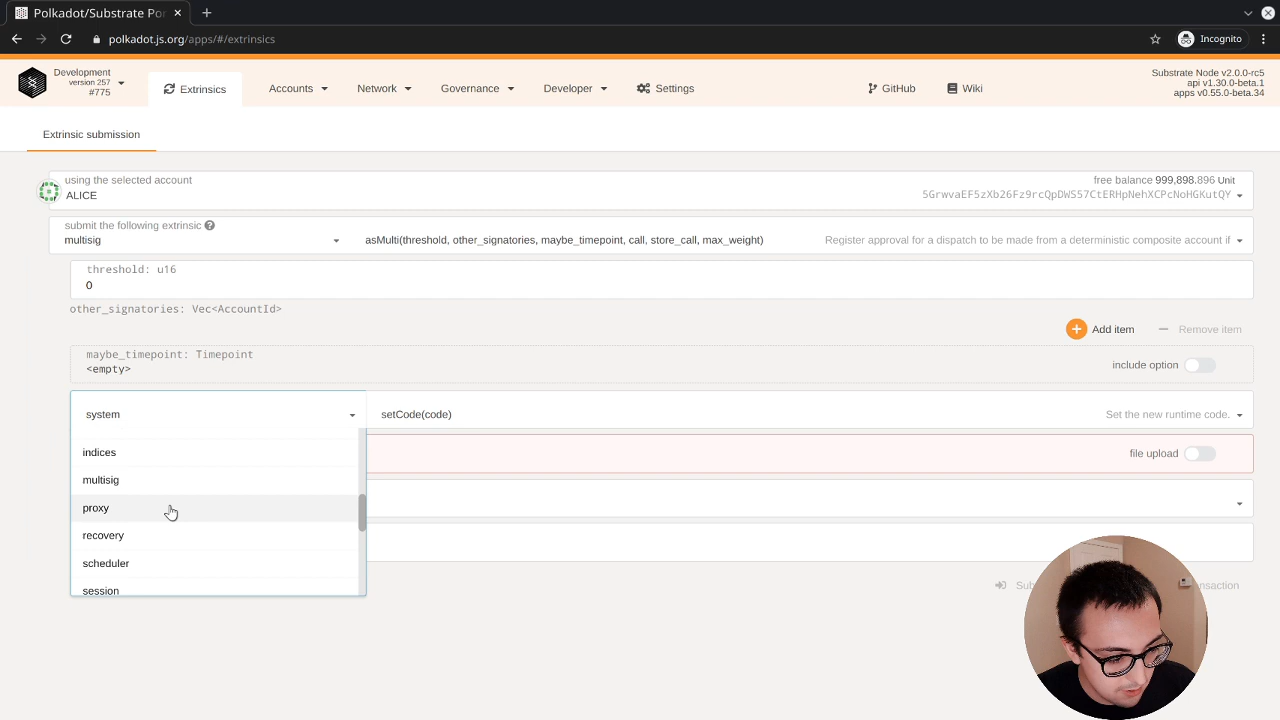 Polkadot/Substrate Por
Incognito
polkadot.js.org/apps/#/extrinsics
Development
version 257
#775
Extrinsics
Accounts
Network
Governance
Developer
Settings
GitHub
Wiki
Substrate Node v2.0.0-rc5
api v1.30.0-beta.1
apps v0.55.0-beta.34
Extrinsic submission
using the selected account
ALICE
free balance 999,898.896 Unit
5GrwvaEF5zXb26Fz9rcQpDWS57CtERHpNehXCPcNoHGKutQY
submit the following extrinsic
multisig
asMulti(threshold, other_signatories, maybe_timepoint, call, store_call, max_weight)
Register approval for a dispatch to be made from a deterministic composite account if
threshold: u16
0
other_signatories: Vec<AccountId>
Add item
Remove item
maybe_timepoint: Timepoint
<empty>
include option
system
setCode(code)
Set the new runtime code.
indices
file upload
multisig
proxy
recovery
scheduler
session